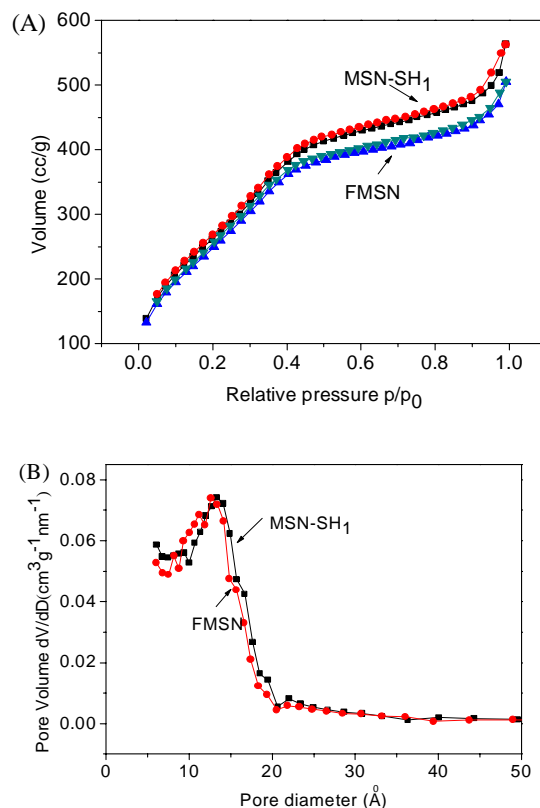 (A)
600
500
400
300
200
100
Volume (cc/g)
MSN-SH1
FMSN
0.0 0.2 0.4 0.6 0.8 1.0
Relative pressure p/p0
(B)
0.08
0.06
0.04
0.02
0.00
Pore Volume dV/dD(cm3g-1nm-1)
MSN-SH1
FMSN
0 10 20 30 40 50
Pore diameter (Å)